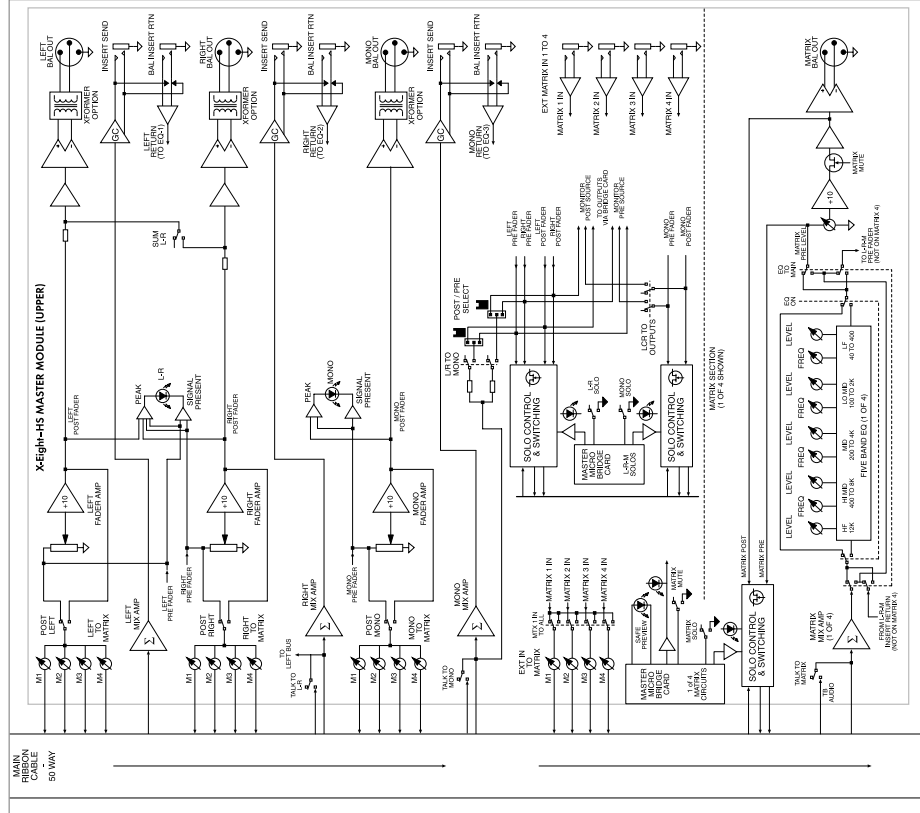 X-Eight-HS MASTER MODULE (UPPER)
LEFT
BAL OUT
XFORMER
OPTION
INSERT SEND
BAL INSERT RTN
GC
LEFT
RETURN
(TO EQ-1)
RIGHT
BAL OUT
XFORMER
OPTION
INSERT SEND
BAL INSERT RTN
GC
RIGHT
RETURN
(TO EQ-2)
MONO
BAL OUT
XFORMER
OPTION
INSERT SEND
BAL INSERT RTN
GC
MONO
RETURN
(TO EQ-3)
EXT MATRIX IN 1 TO 4
MATRIX 1 IN
MATRIX 2 IN
MATRIX 3 IN
MATRIX 4 IN
MATRIX
BAL OUT
MATRIX
MUTE
+10
SUM
L-R
LEFT
POST FADER
PEAK
L-R
SIGNAL
PRESENT
RIGHT
POST FADER
PEAK
MONO
SIGNAL
PRESENT
MONO
POST FADER
+10
LEFT
FADER AMP
+10
RIGHT
FADER AMP
+10
MONO
FADER AMP
POST
LEFT
LEFT
TO
MATRIX
M1
M2
M3
M4
LEFT
MIX AMP
Σ
LEFT
PRE FADER
RIGHT
PRE FADER
POST
RIGHT
RIGHT
TO
MATRIX
M1
M2
M3
M4
TO
LEFT BUS
TALK TO
L-R
RIGHT
MIX AMP
Σ
MONO
PRE FADER
POST
MONO
MONO
TO
MATRIX
M1
M2
M3
M4
TALK TO
MONO
MONO
MIX AMP
Σ
L/R TO
MONO
POST / PRE
SELECT
LEFT
PRE FADER
RIGHT
PRE FADER
LEFT
POST FADER
RIGHT
POST FADER
MONITOR
POST SOURCE
TO OUTPUTS
VIA BRIDGE CARD
MONITOR
PRE SOURCE
LCR TO
OUTPUTS
MONO
PRE FADER
MONO
POST FADER
SOLO CONTROL
& SWITCHING
L-R
SOLO
MASTER
MICRO
BRIDGE
CARD
L-R-M
SOLOS
MONO
SOLO
SOLO CONTROL
& SWITCHING
MATRIX SECTION
(1 OF 4 SHOWN)
EXT IN
TO
MATRIX
M1
M2
M3
M4
MTX 1 IN
TO ALL
MATRIX 1 IN
MATRIX 2 IN
MATRIX 3 IN
MATRIX 4 IN
SAFE
PREVIEW
MATRIX
MUTE
MASTER
MICRO
BRIDGE
CARD
1 of 4
MATRIX
CIRCUITS
MATRIX
SOLO
SOLO CONTROL
& SWITCHING
MATRIX POST
MATRIX PRE
TALK TO
MATRIX
TB
AUDIO
MATRIX
MIX AMP
(1 OF 4)
Σ
FROM L-R-M
INSERT RETURN
(NOT ON MATRIX 4)
LEVEL
HF
12K
FREQ
LEVEL
HI MID
400 TO 8K
FREQ
LEVEL
MID
200 TO 4K
FREQ
LEVEL
LO MID
100 TO 2K
FREQ
LEVEL
LF
40 TO 400
FIVE BAND EQ (1 OF 4)
EQ
ON
EQ
TO
MAIN
MATRIX
PRE LEVEL
TO L-R-M
PRE FADER
(NOT ON MATRIX 4)
MAIN
RIBBON
CABLE
-
50 WAY